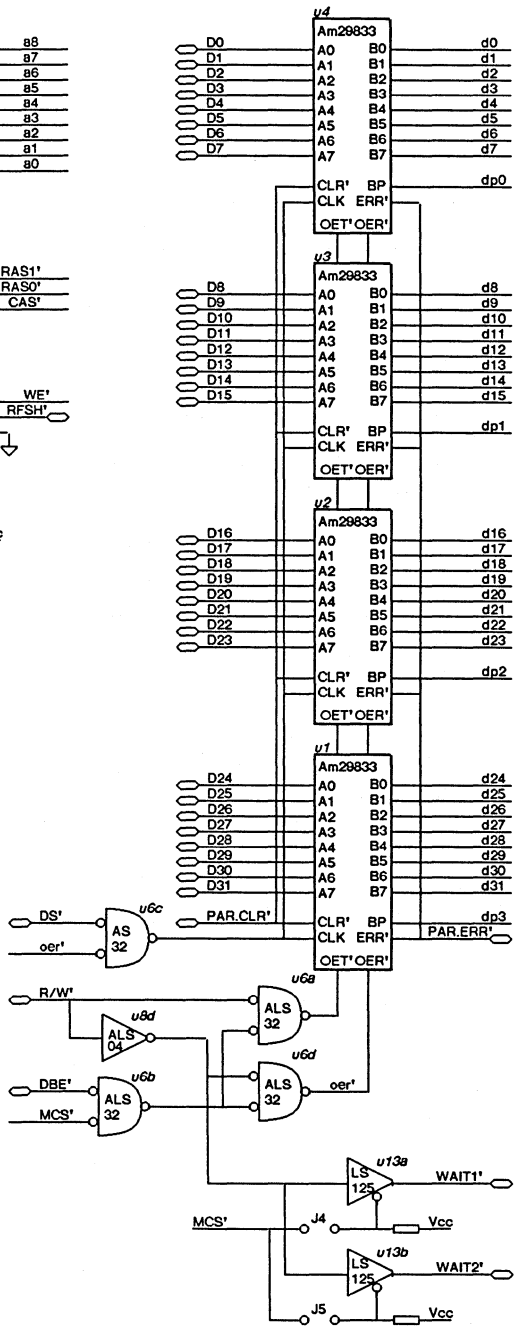 a8
a7
a6
a5
a4
a3
a2
a1
a0
RAS1'
RAS0'
CAS'
WE'
RFSH'
u4
Am29833
D0 A0 B0 d0
D1 A1 B1 d1
D2 A2 B2 d2
D3 A3 B3 d3
D4 A4 B4 d4
D5 A5 B5 d5
D6 A6 B6 d6
D7 A7 B7 d7
CLR' BP dp0
CLK ERR'
OET' OER'
u3
Am29833
D8 A0 B0 d8
D9 A1 B1 d9
D10 A2 B2 d10
D11 A3 B3 d11
D12 A4 B4 d12
D13 A5 B5 d13
D14 A6 B6 d14
D15 A7 B7 d15
CLR' BP dp1
CLK ERR'
OET' OER'
u2
Am29833
D16 A0 B0 d16
D17 A1 B1 d17
D18 A2 B2 d18
D19 A3 B3 d19
D20 A4 B4 d20
D21 A5 B5 d21
D22 A6 B6 d22
D23 A7 B7 d23
CLR' BP dp2
CLK ERR'
OET' OER'
u1
Am29833
D24 A0 B0 d24
D25 A1 B1 d25
D26 A2 B2 d26
D27 A3 B3 d27
D28 A4 B4 d28
D29 A5 B5 d29
D30 A6 B6 d30
D31 A7 B7 d31
PAR.CLR' CLR' BP dp3
CLK ERR' PAR.ERR'
OET' OER'
u6c
DS'
AS
32
oer'
u6a
R/W'
ALS
32
u8d
ALS
04
u6d
ALS
32
oer'
u6b
DBE'
ALS
32
MCS'
u13a
LS
125
WAIT1'
MCS' J4 Vcc
u13b
LS
125
WAIT2'
J5 Vcc